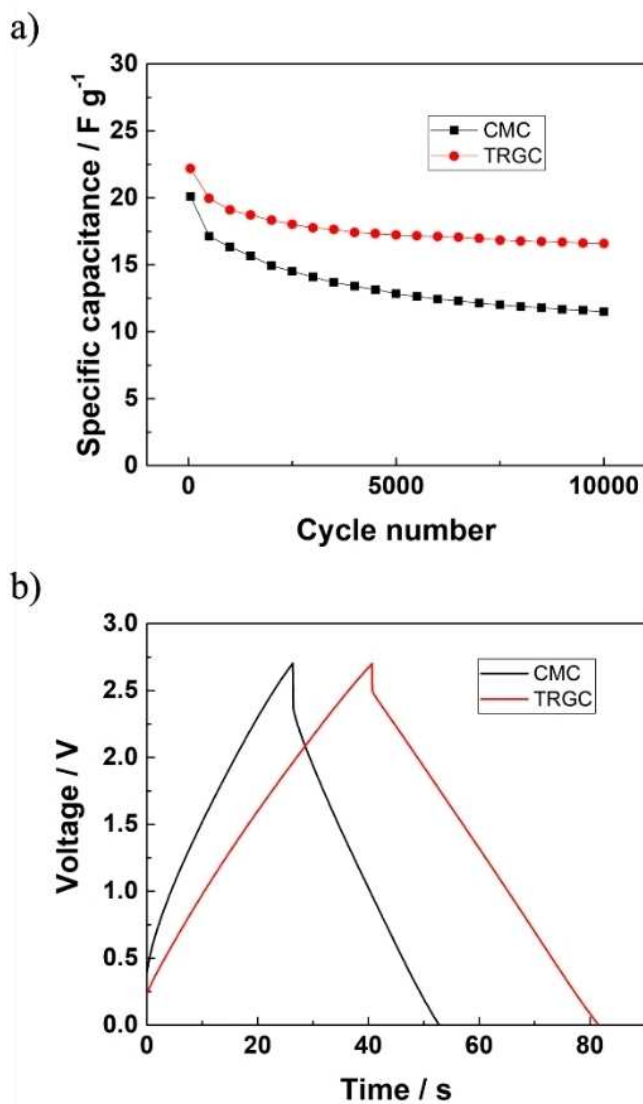 a)
Specific capacitance / F g⁻¹
30
25
20
15
10
5
0
CMC
TRGC
0
5000
10000
Cycle number
b)
Voltage / V
3.0
2.5
2.0
1.5
1.0
0.5
0.0
CMC
TRGC
0
20
40
60
80
Time / s